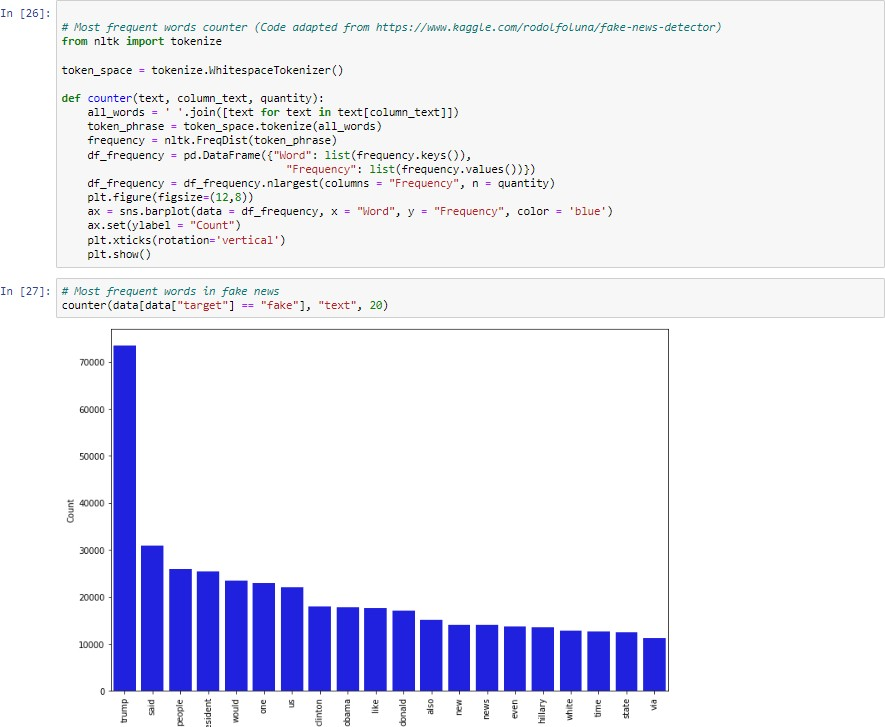 In [26]:
# Most frequent words counter (Code adapted from https://www.kaggle.com/rodolfoluna/fake-news-detector)
from nltk import tokenize
token_space = tokenize.WhitespaceTokenizer()
def counter(text, column_text, quantity):
    all_words = ' '.join([text for text in text[column_text]])
    token_phrase = token_space.tokenize(all_words)
    frequency = nltk.FreqDist(token_phrase)
    df_frequency = pd.DataFrame({"Word": list(frequency.keys()),
                                   "Frequency": list(frequency.values())})
    df_frequency = df_frequency.nlargest(columns = "Frequency", n = quantity)
    plt.figure(figsize=(12,8))
    ax = sns.barplot(data = df_frequency, x = "Word", y = "Frequency", color = 'blue')
    ax.set(ylabel = "Count")
    plt.xticks(rotation='vertical')
    plt.show()
In [27]:
# Most frequent words in fake news
counter(data[data["target"] == "fake"], "text", 20)
70000
60000
50000
40000
30000
20000
10000
0
Count
trump
said
people
esident
would
one
us
clinton
obama
like
donald
also
new
news
even
hillary
white
time
state
via